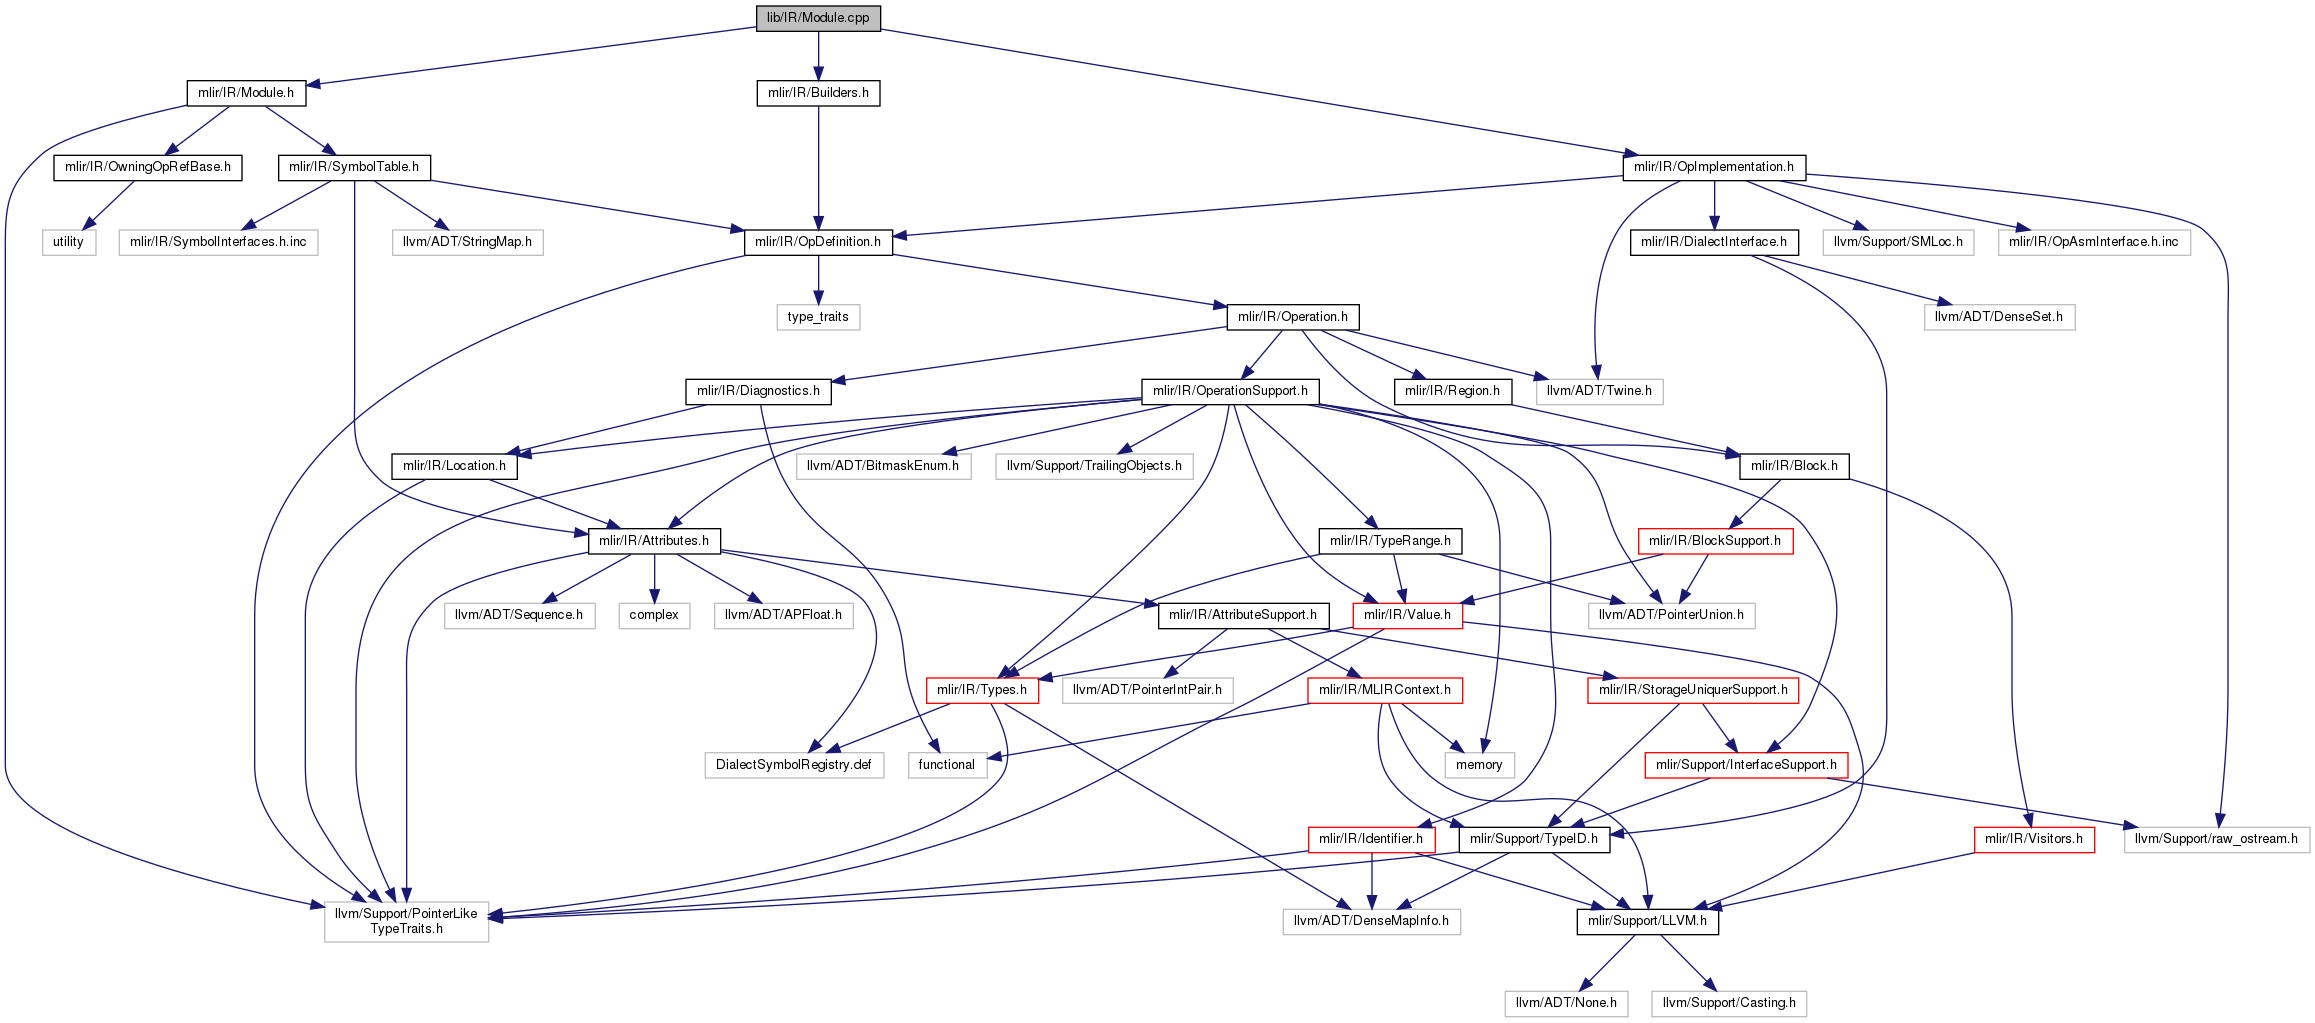 lib/IR/Module.cpp
mlir/IR/Module.h
mlir/IR/Builders.h
mlir/IR/OwningOpRefBase.h
mlir/IR/SymbolTable.h
mlir/IR/OpImplementation.h
utility
mlir/IR/SymbolInterfaces.h.inc
llvm/ADT/StringMap.h
mlir/IR/OpDefinition.h
mlir/IR/DialectInterface.h
llvm/Support/SMLoc.h
mlir/IR/OpAsmInterface.h.inc
type_traits
mlir/IR/Operation.h
llvm/ADT/DenseSet.h
mlir/IR/Diagnostics.h
mlir/IR/OperationSupport.h
mlir/IR/Region.h
llvm/ADT/Twine.h
mlir/IR/Location.h
llvm/ADT/BitmaskEnum.h
llvm/Support/TrailingObjects.h
mlir/IR/Block.h
mlir/IR/Attributes.h
mlir/IR/TypeRange.h
mlir/IR/BlockSupport.h
llvm/ADT/Sequence.h
complex
llvm/ADT/APFloat.h
mlir/IR/AttributeSupport.h
mlir/IR/Value.h
llvm/ADT/PointerUnion.h
mlir/IR/Types.h
llvm/ADT/PointerIntPair.h
mlir/IR/MLIRContext.h
mlir/IR/StorageUniquerSupport.h
DialectSymbolRegistry.def
functional
memory
mlir/Support/InterfaceSupport.h
mlir/IR/Identifier.h
mlir/Support/TypeID.h
mlir/IR/Visitors.h
llvm/Support/raw_ostream.h
llvm/Support/PointerLike
TypeTraits.h
llvm/ADT/DenseMapInfo.h
mlir/Support/LLVM.h
llvm/ADT/None.h
llvm/Support/Casting.h